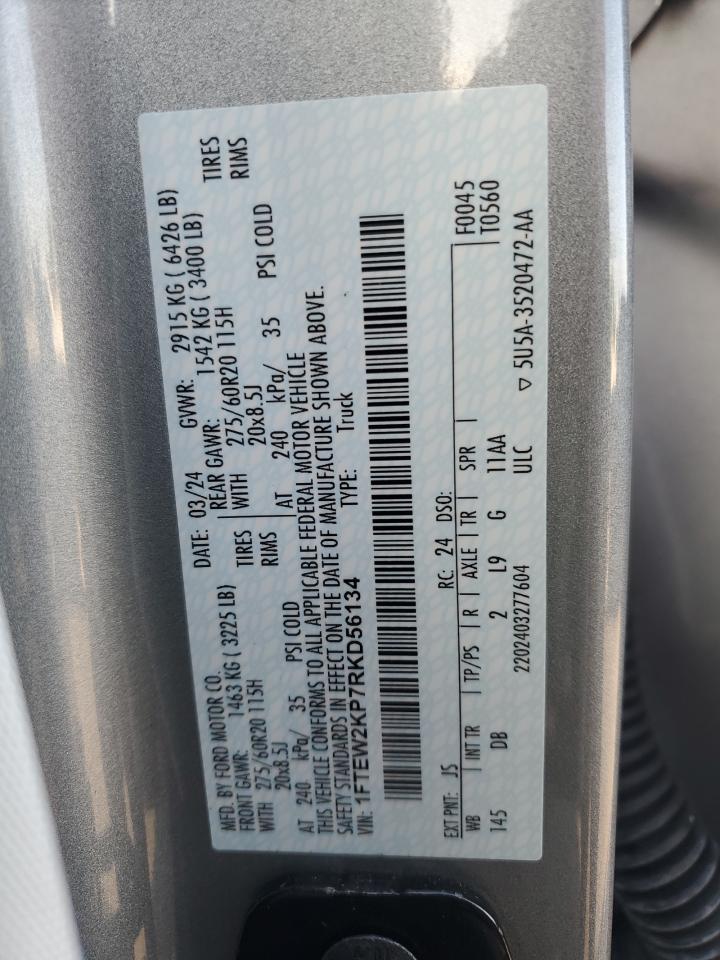 MFD. BY FORD MOTOR CO.
DATE: 03/24 GVWR: 2915 KG ( 6426 LB)
FRONT GAWR: 1463 KG ( 3225 LB) REAR GAWR: 1542 KG ( 3400 LB)
WITH 275/60R20 115H TIRES WITH 275/60R20 115H TIRES
20x8.5J RIMS 20x8.5J RIMS
AT 240 kPa/ 35 PSI COLD AT 240 kPa/ 35 PSI COLD
THIS VEHICLE CONFORMS TO ALL APPLICABLE FEDERAL MOTOR VEHICLE
SAFETY STANDARDS IN EFFECT ON THE DATE OF MANUFACTURE SHOWN ABOVE.
VIN: 1FTEW2KP7RKD56134 TYPE: Truck
EXT PNT: JS RC: 24 DSO: F0045
WB INT TR TP/PS R AXLE TR SPR T0560
145 DB 2 L9 G 11AA
2202403277604 ULC ▽ 5U5A-3520472-AA